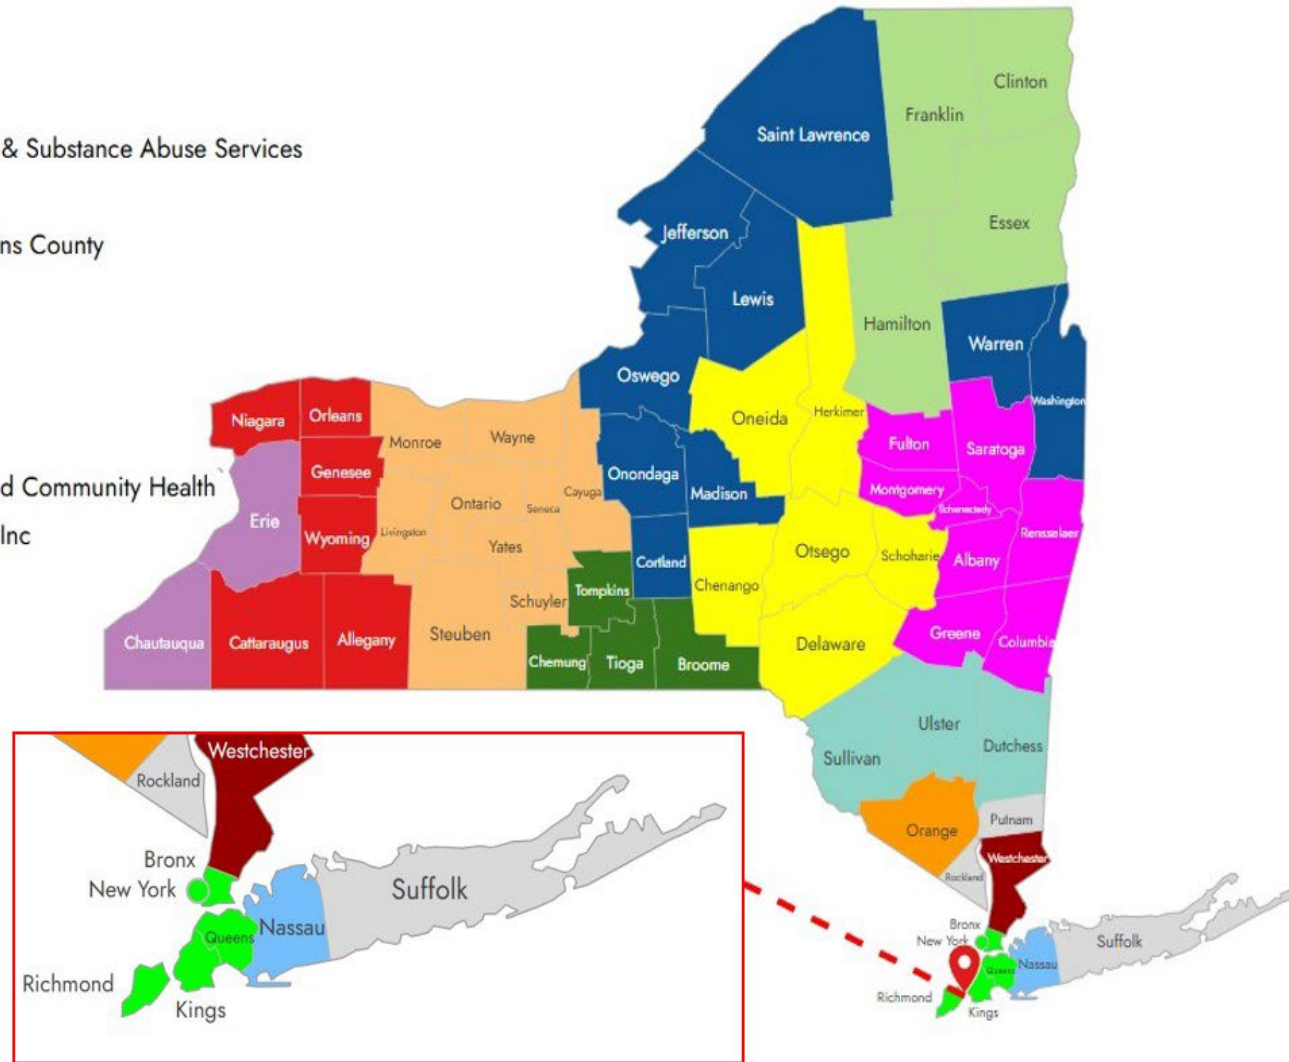 & Substance Abuse Services
ns County
d Community Health
Inc
Clinton
Franklin
Saint Lawrence
Essex
Jefferson
Lewis
Hamilton
Warren
Oswego
Washington
Niagara
Orleans
Oneida
Herkimer
Monroe
Wayne
Fulton
Saratoga
Genesee
Onondaga
Madison
Montgomery
Cayuga
Ontario
Seneca
Schenectady
Erie
Wyoming
Livingston
Rensselaer
Yates
Otsego
Schoharie
Albany
Cortland
Tompkins
Chenango
Schuyler
Chautauqua
Cattaraugus
Allegany
Steuben
Greene
Columbia
Delaware
Chemung
Tioga
Broome
Ulster
Dutchess
Sullivan
Putnam
Orange
Westchester
Rockland
Bronx
New York
Suffolk
Nassau
Queens
Richmond
Kings
Westchester
Rockland
Bronx
New York
Suffolk
Nassau
Queens
Richmond
Kings